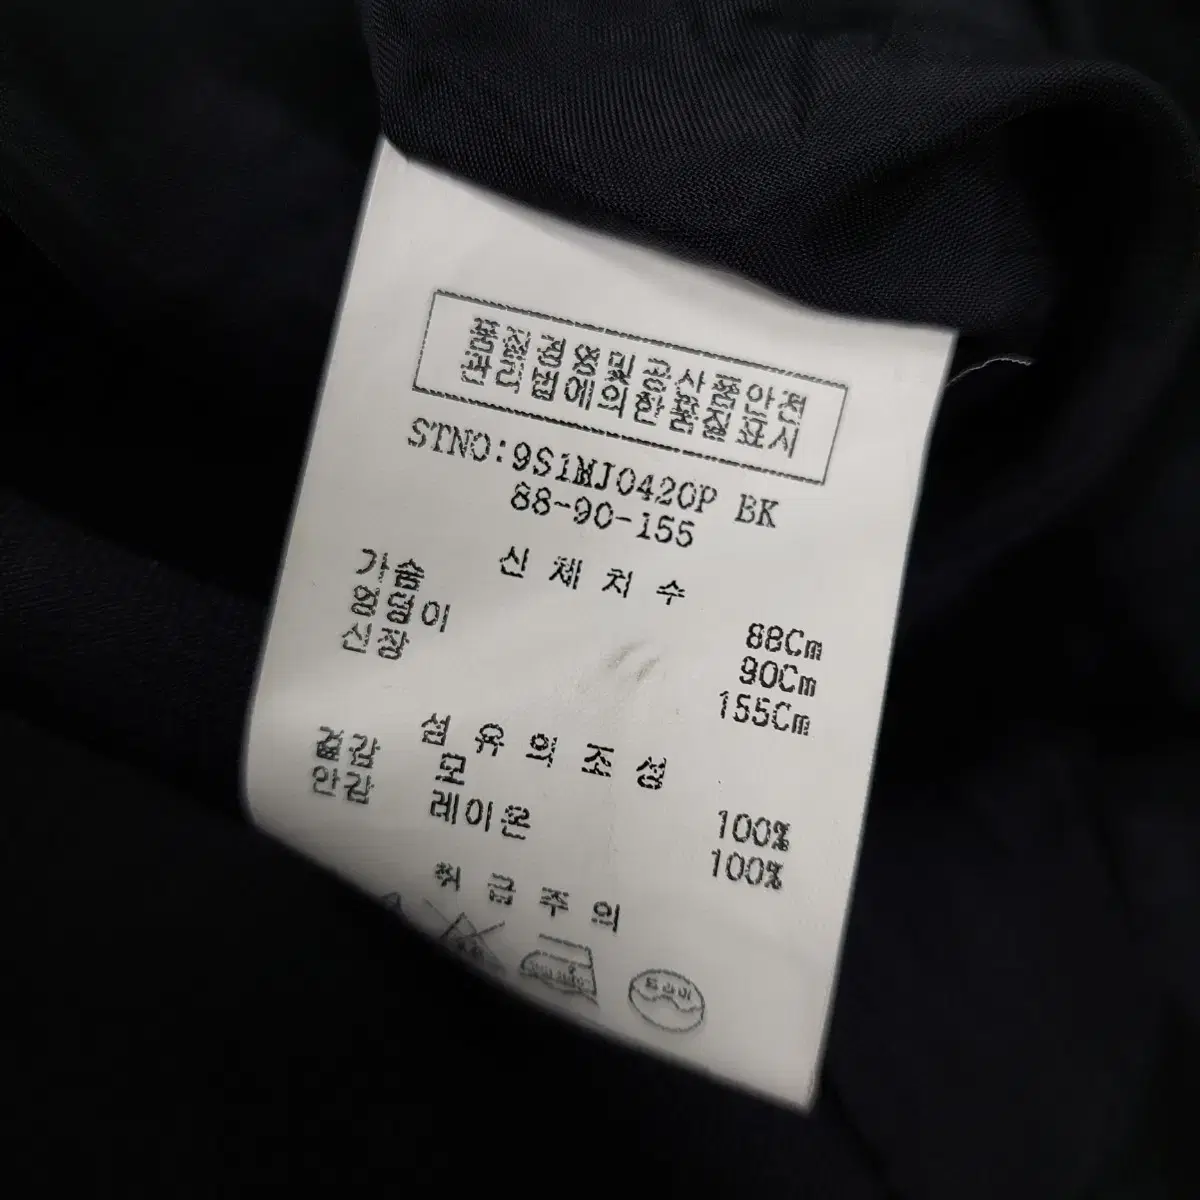 품질경영및공산품안전
관리법에의한품질표시
STNO:9S1MJ0420P BK
88-90-155
신체치수
가슴 88Cm
엉덩이 90Cm
신장 155Cm
섬유의조성
겉감 모 100%
안감 레이온 100%
취급주의
드라이